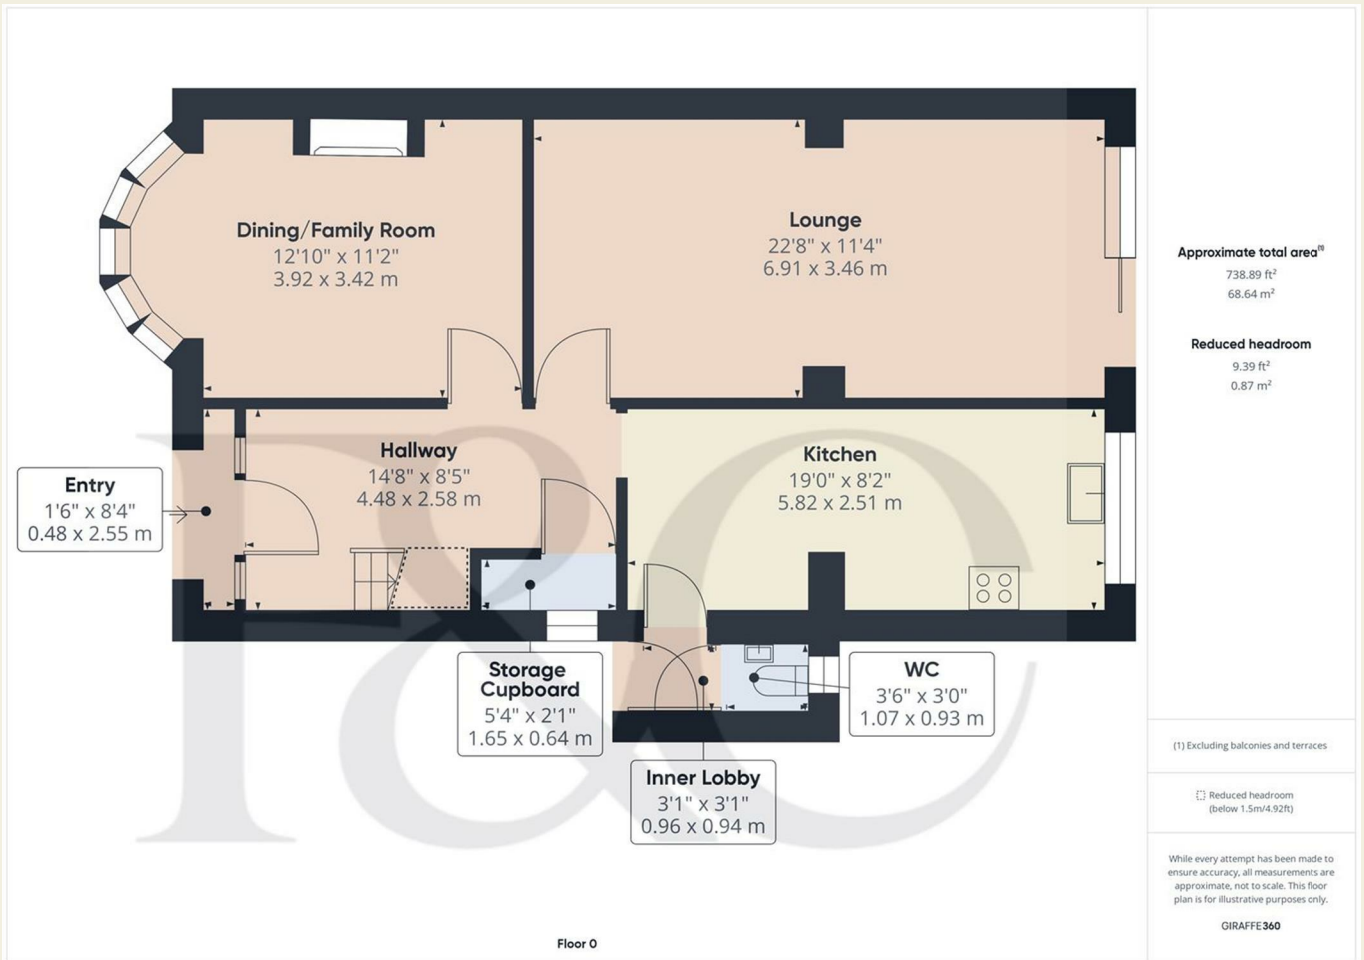 Dining/Family Room
12'10" x 11'2"
3.92 x 3.42 m
Lounge
22'8" x 11'4"
6.91 x 3.46 m
Hallway
14'8" x 8'5"
4.48 x 2.58 m
Kitchen
19'0" x 8'2"
5.82 x 2.51 m
Entry
1'6" x 8'4"
0.48 x 2.55 m
Storage
Cupboard
5'4" x 2'1"
1.65 x 0.64 m
WC
3'6" x 3'0"
1.07 x 0.93 m
Inner Lobby
3'1" x 3'1"
0.96 x 0.94 m
F&C
Floor 0
Approximate total area(1)
738.89 ft²
68.64 m²
Reduced headroom
9.39 ft²
0.87 m²
(1) Excluding balconies and terraces
Reduced headroom
(below 1.5m/4.92ft)
While every attempt has been made to
ensure accuracy, all measurements are
approximate, not to scale. This floor
plan is for illustrative purposes only.
GIRAFFE360